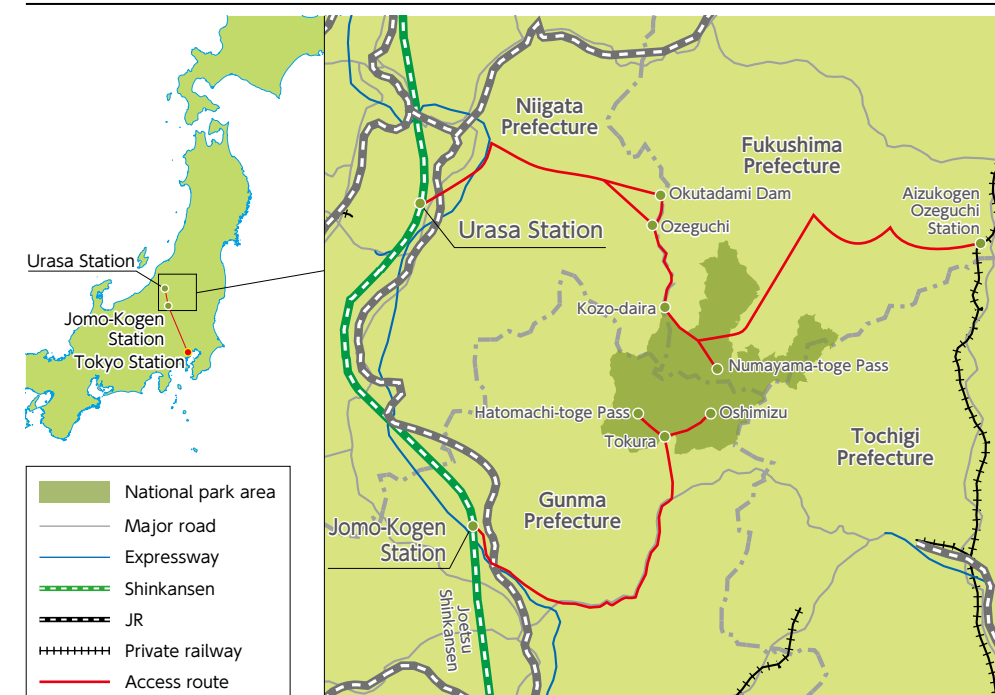 Urasa Station
Jomo-Kogen
Station
Tokyo Station
National park area
Major road
Expressway
Shinkansen
JR
Private railway
Access route
Niigata
Prefecture
Fukushima
Prefecture
Okutadami Dam
Aizukogen
Ozeguchi
Station
Ozeguchi
Urasa Station
Kozo-daira
Numayama-toge Pass
Hatomachi-toge Pass
Oshimizu
Tokura
Tochigi
Prefecture
Gunma
Prefecture
Jomo-Kogen
Station
Joetsu
Shinkansen